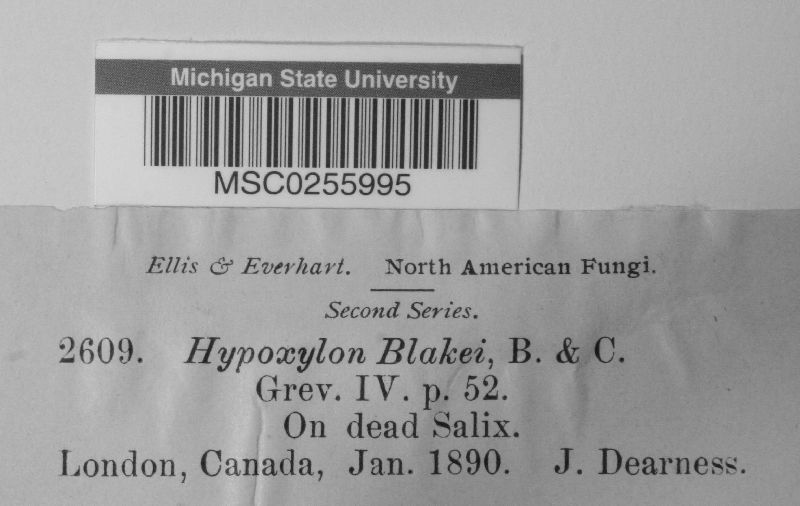 Michigan State University
MSC0255995
Ellis & Everhart. North American Fungi.
Second Series.
2609. Hypoxylon Blakei, B. & C.
Grev. IV. p. 52.
On dead Salix.
London, Canada, Jan. 1890. J. Dearness.